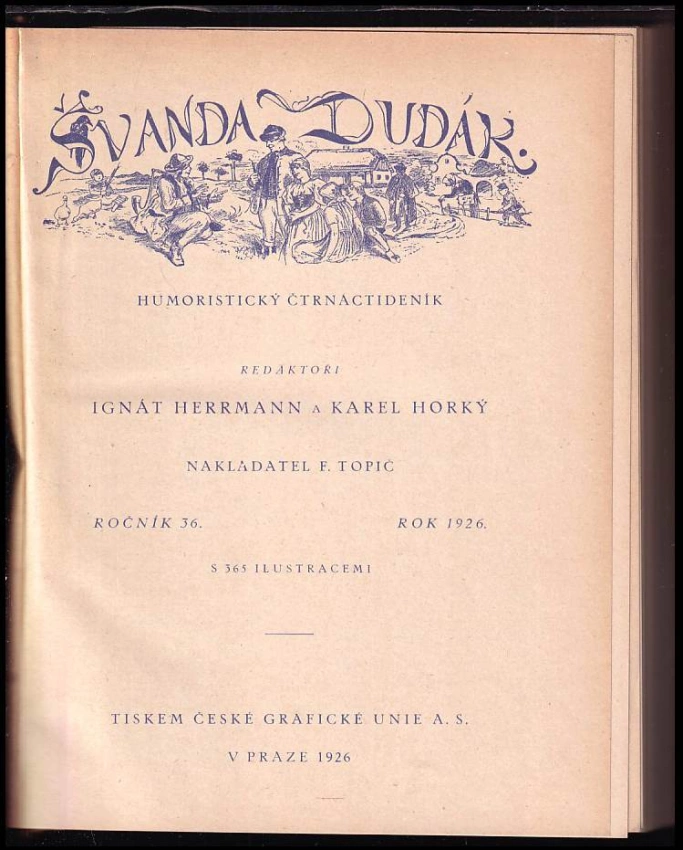 ŠVANDA DUDÁK.
HUMORISTICKÝ ČTRNÁCTIDENÍK
REDAKTOŘI
IGNÁT HERRMANN A KAREL HORKÝ
NAKLADATEL F. TOPIČ
ROČNÍK 36. ROK 1926.
S 365 ILUSTRACEMI
TISKEM ČESKÉ GRAFICKÉ UNIE A. S.
V PRAZE 1926